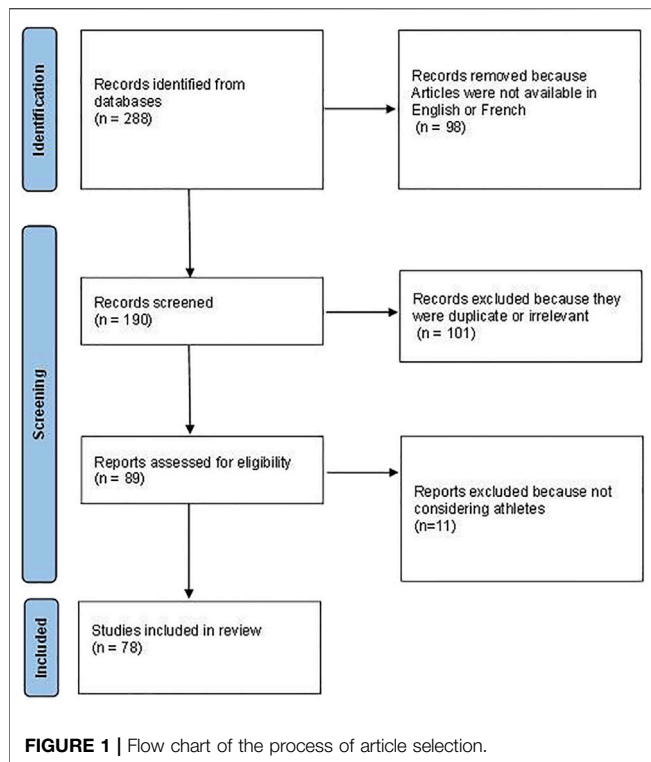 Identification
Records identified from
databases
(n = 288)
Records removed because
Articles were not available in
English or French
(n = 98)
Screening
Records screened
(n = 190)
Records excluded because they
were duplicate or irrelevant
(n = 101)
Reports assessed for eligibility
(n = 89)
Reports excluded because not
considering athletes
(n=11)
Included
Studies included in review
(n = 78)
FIGURE 1 | Flow chart of the process of article selection.